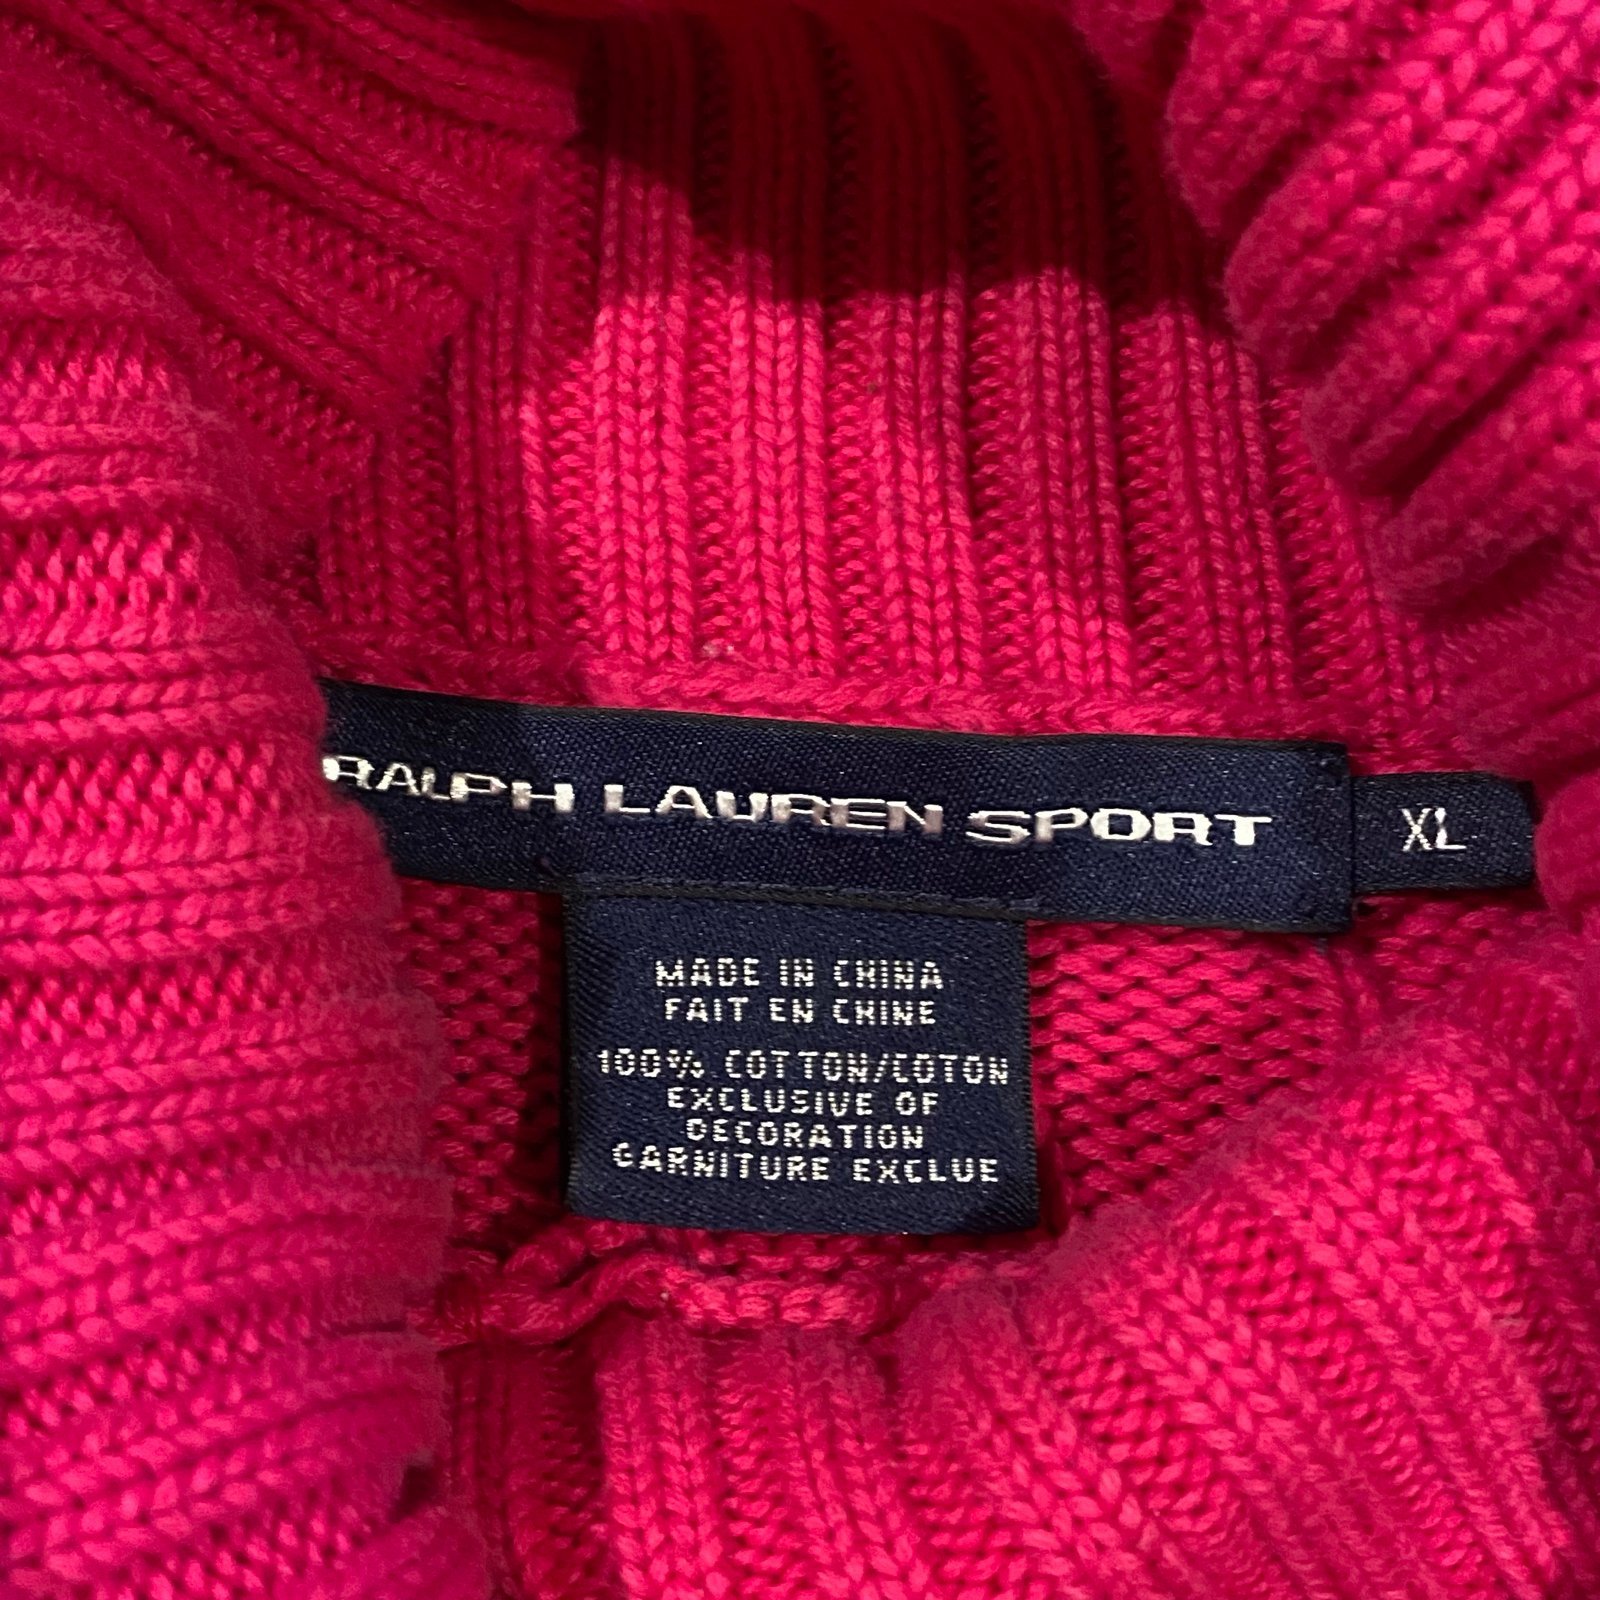 RALPH LAUREN SPORT
XL
MADE IN CHINA
FAIT EN CHINE
100% COTTON/COTON
EXCLUSIVE OF
DECORATION
GARNITURE EXCLUE